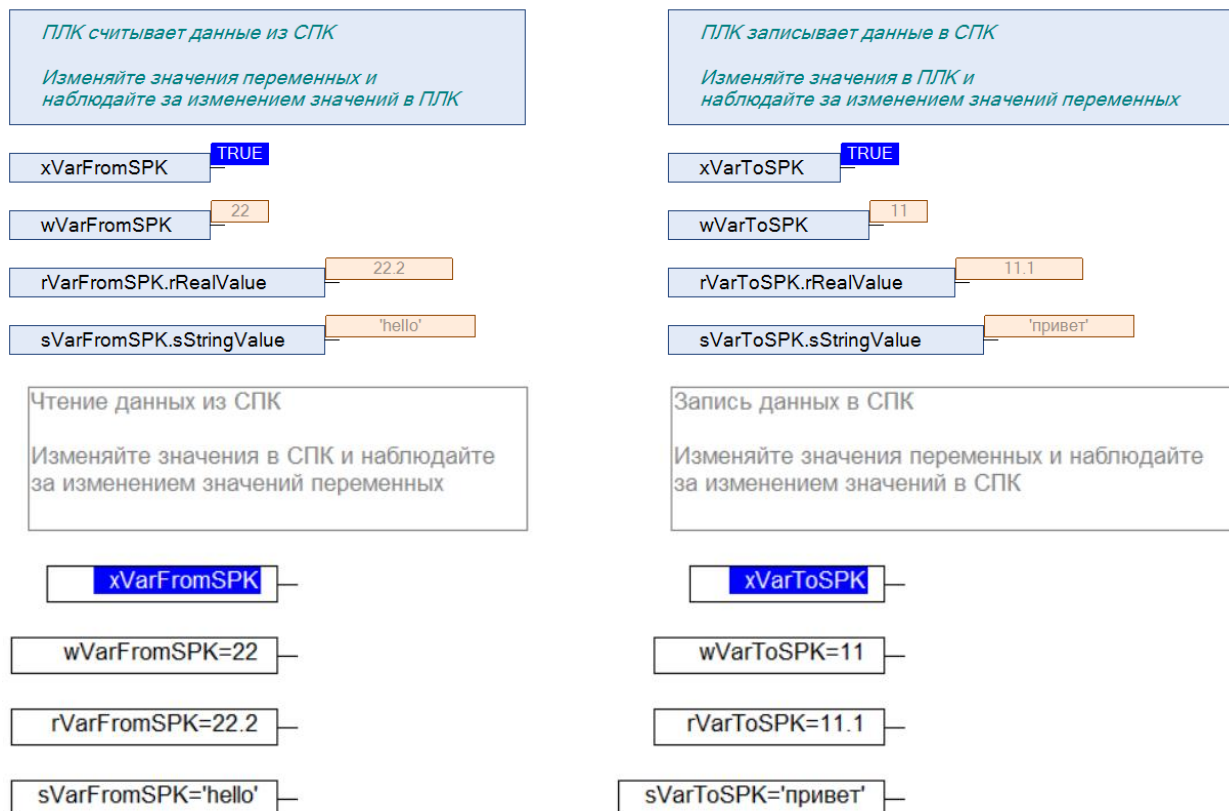 ПЛК считывает данные из СПК
Изменяйте значения переменных и
наблюдайте за изменением значений в ПЛК
xVarFromSPK
TRUE
wVarFromSPK
22
rVarFromSPK.rRealValue
22.2
sVarFromSPK.sStringValue
'hello'
ПЛК записывает данные в СПК
Изменяйте значения в ПЛК и
наблюдайте за изменением значений переменных
xVarToSPK
TRUE
wVarToSPK
11
rVarToSPK.rRealValue
11.1
sVarToSPK.sStringValue
'привет'
Чтение данных из СПК
Изменяйте значения в СПК и наблюдайте
за изменением значений переменных
xVarFromSPK
wVarFromSPK=22
rVarFromSPK=22.2
sVarFromSPK='hello'
Запись данных в СПК
Изменяйте значения переменных и наблюдайте
за изменением значений в СПК
xVarToSPK
wVarToSPK=11
rVarToSPK=11.1
sVarToSPK='привет'